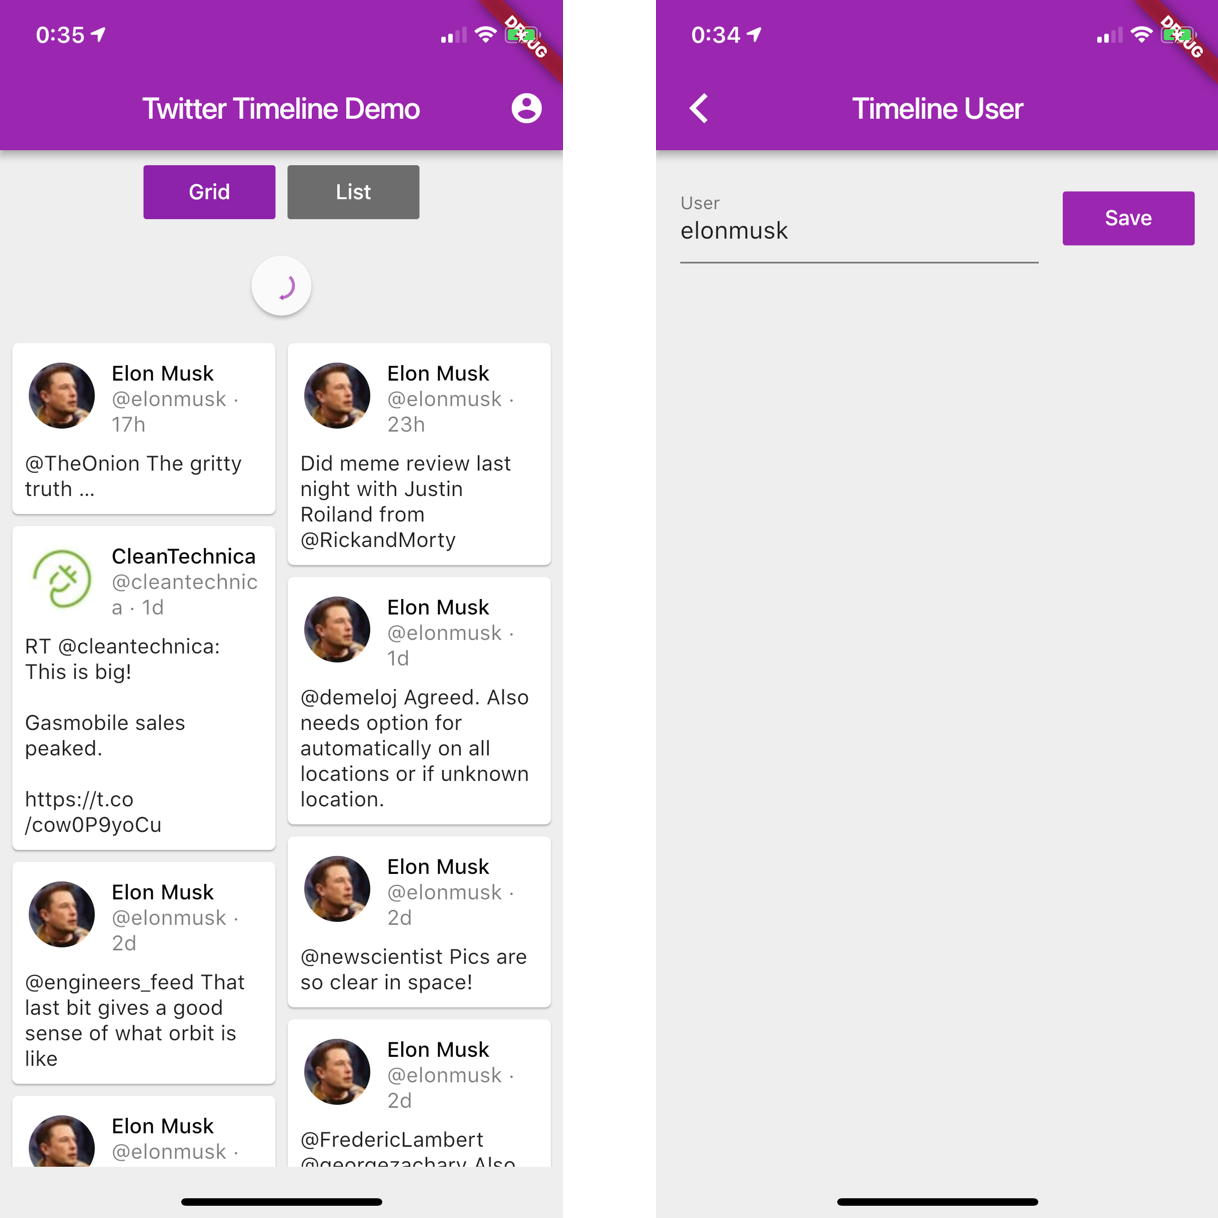 0:35
DEBUG
Twitter Timeline Demo
Grid
List
Elon Musk
@elonmusk ·
17h
@TheOnion The gritty
truth ...
CleanTechnica
@cleantechnic
a · 1d
RT @cleantechnica:
This is big!
Gasmobile sales
peaked.
https://t.co
/cow0P9yoCu
Elon Musk
@elonmusk ·
2d
@engineers_feed That
last bit gives a good
sense of what orbit is
like
Elon Musk
@elonmusk ·
Elon Musk
@elonmusk ·
23h
Did meme review last
night with Justin
Roiland from
@RickandMorty
Elon Musk
@elonmusk ·
1d
@demeloj Agreed. Also
needs option for
automatically on all
locations or if unknown
location.
Elon Musk
@elonmusk ·
2d
@newscientist Pics are
so clear in space!
Elon Musk
@elonmusk ·
2d
@FredericLambert
@georgezachary Also
0:34
DEBUG
Timeline User
User
elonmusk
Save